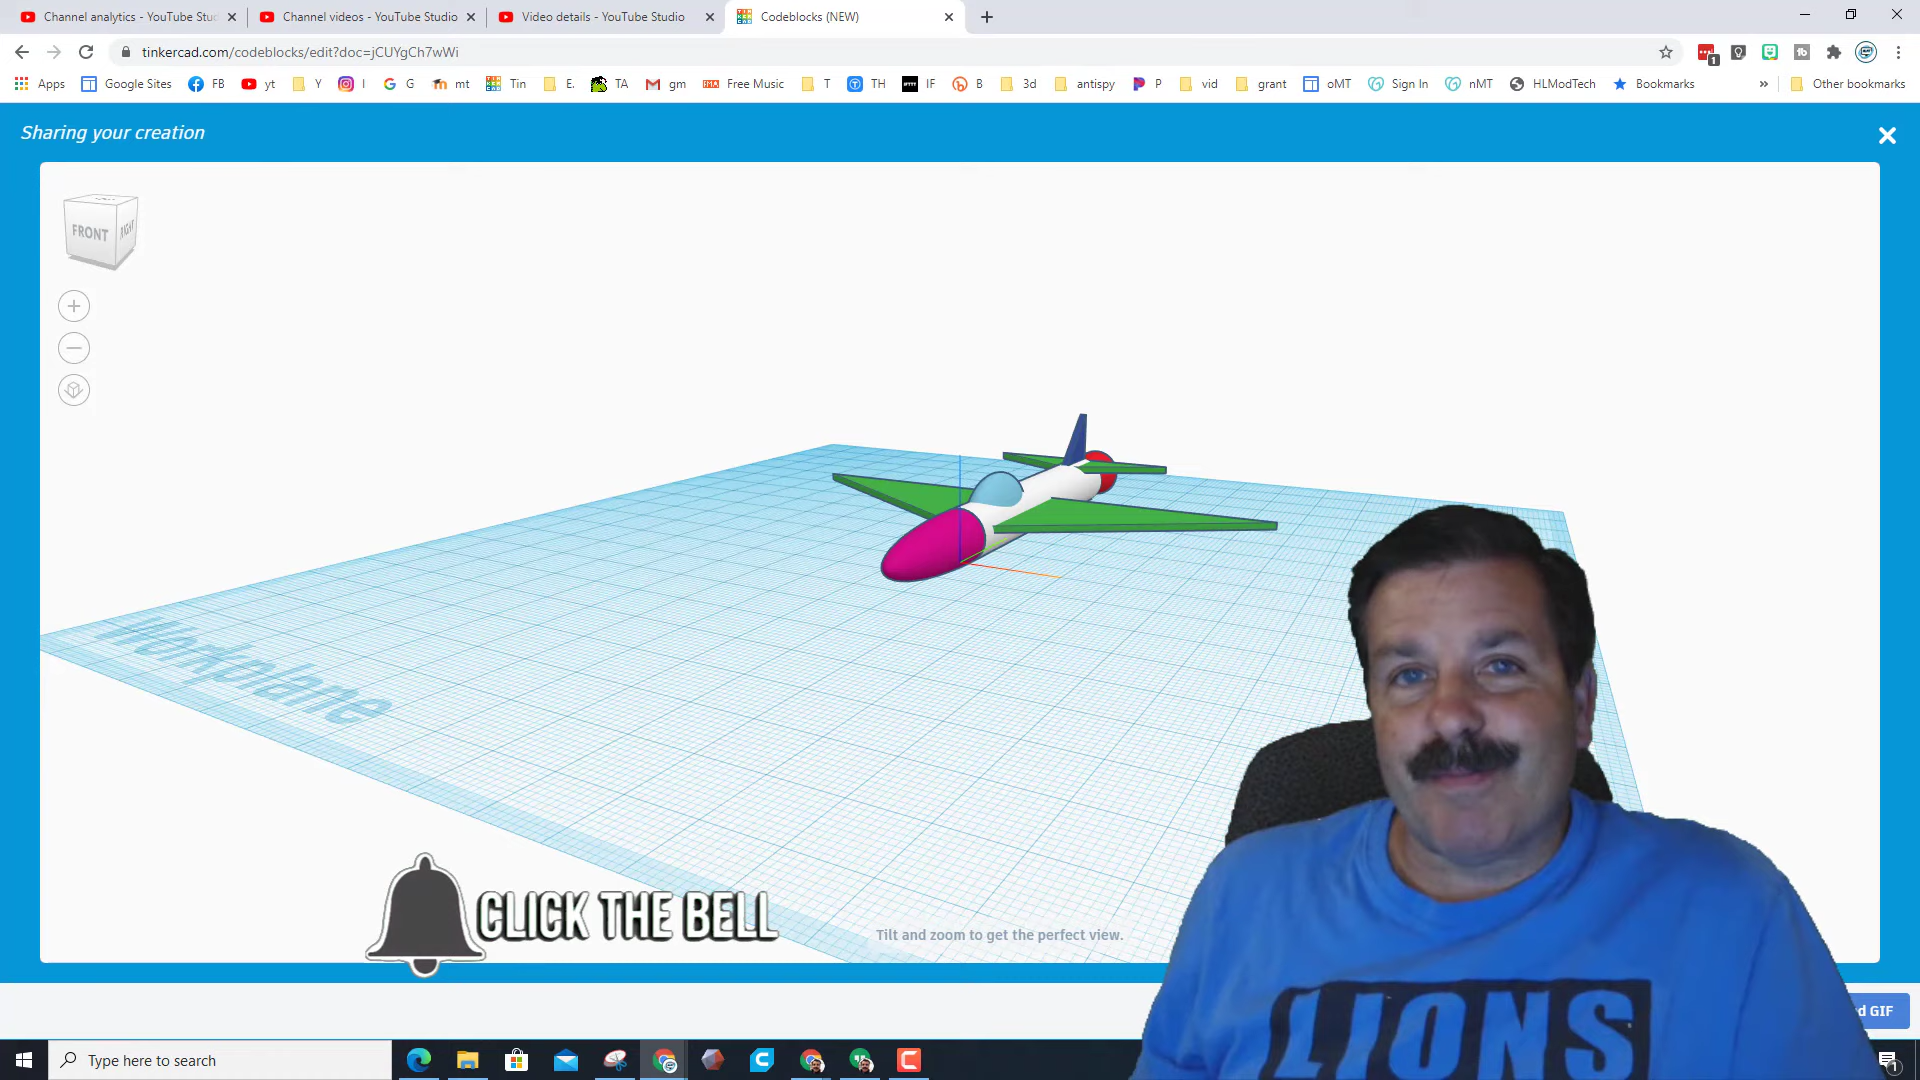 Channel analytics - YouTube Stu
Channel videos - YouTube Studio
Video details - YouTube Studio
Codeblocks (NEW)
tinkercad.com/codeblocks/edit?doc=jCUYgCh7wWi
1
Apps
Google Sites
FB
yt
Y
I
G
mt
Tin
E.
TA
gm
Free Music
T
TH
IF
B
3d
antispy
P
vid
grant
oMT
Sign In
nMT
HLModTech
Bookmarks
»
Other bookmarks
Sharing your creation
FRONT
RIGHT
Workplane
CLICK THE BELL
Tilt and zoom to get the perfect view.
LIONS
d GIF
Type here to search
1